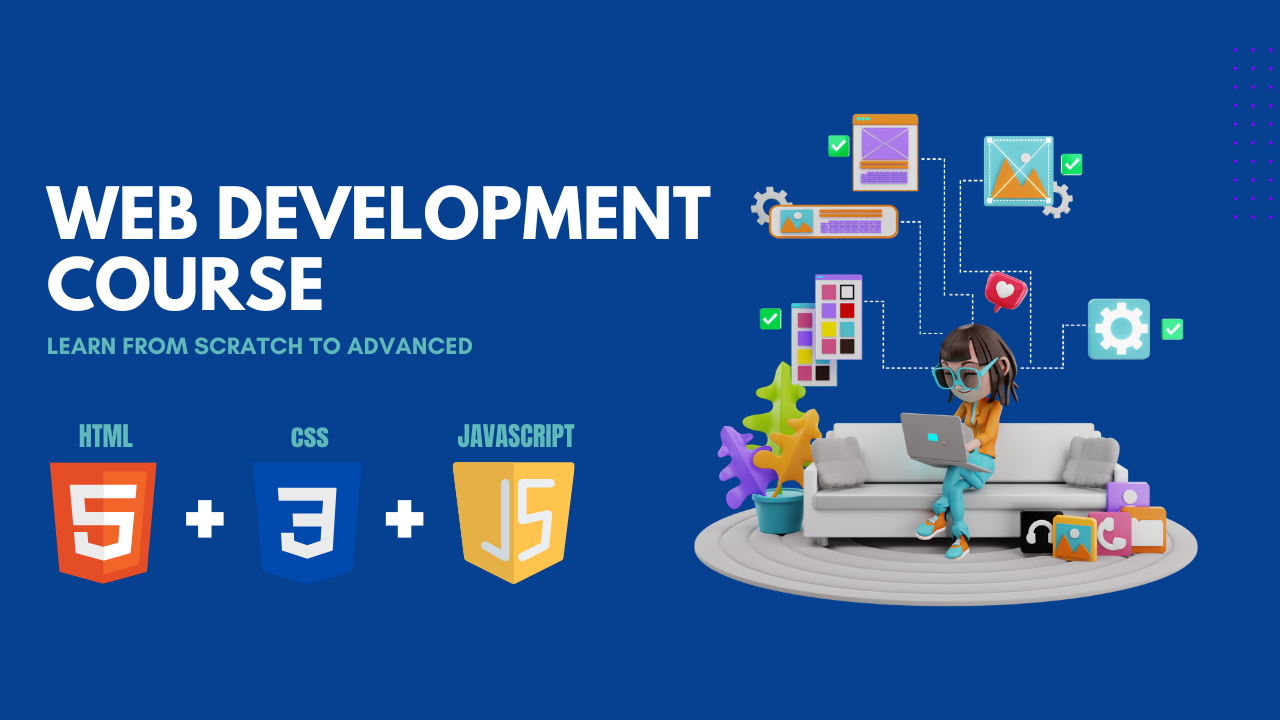 WEB DEVELOPMENT
COURSE
LEARN FROM SCRATCH TO ADVANCED
HTML
CSS
JAVASCRIPT
5
3
JS